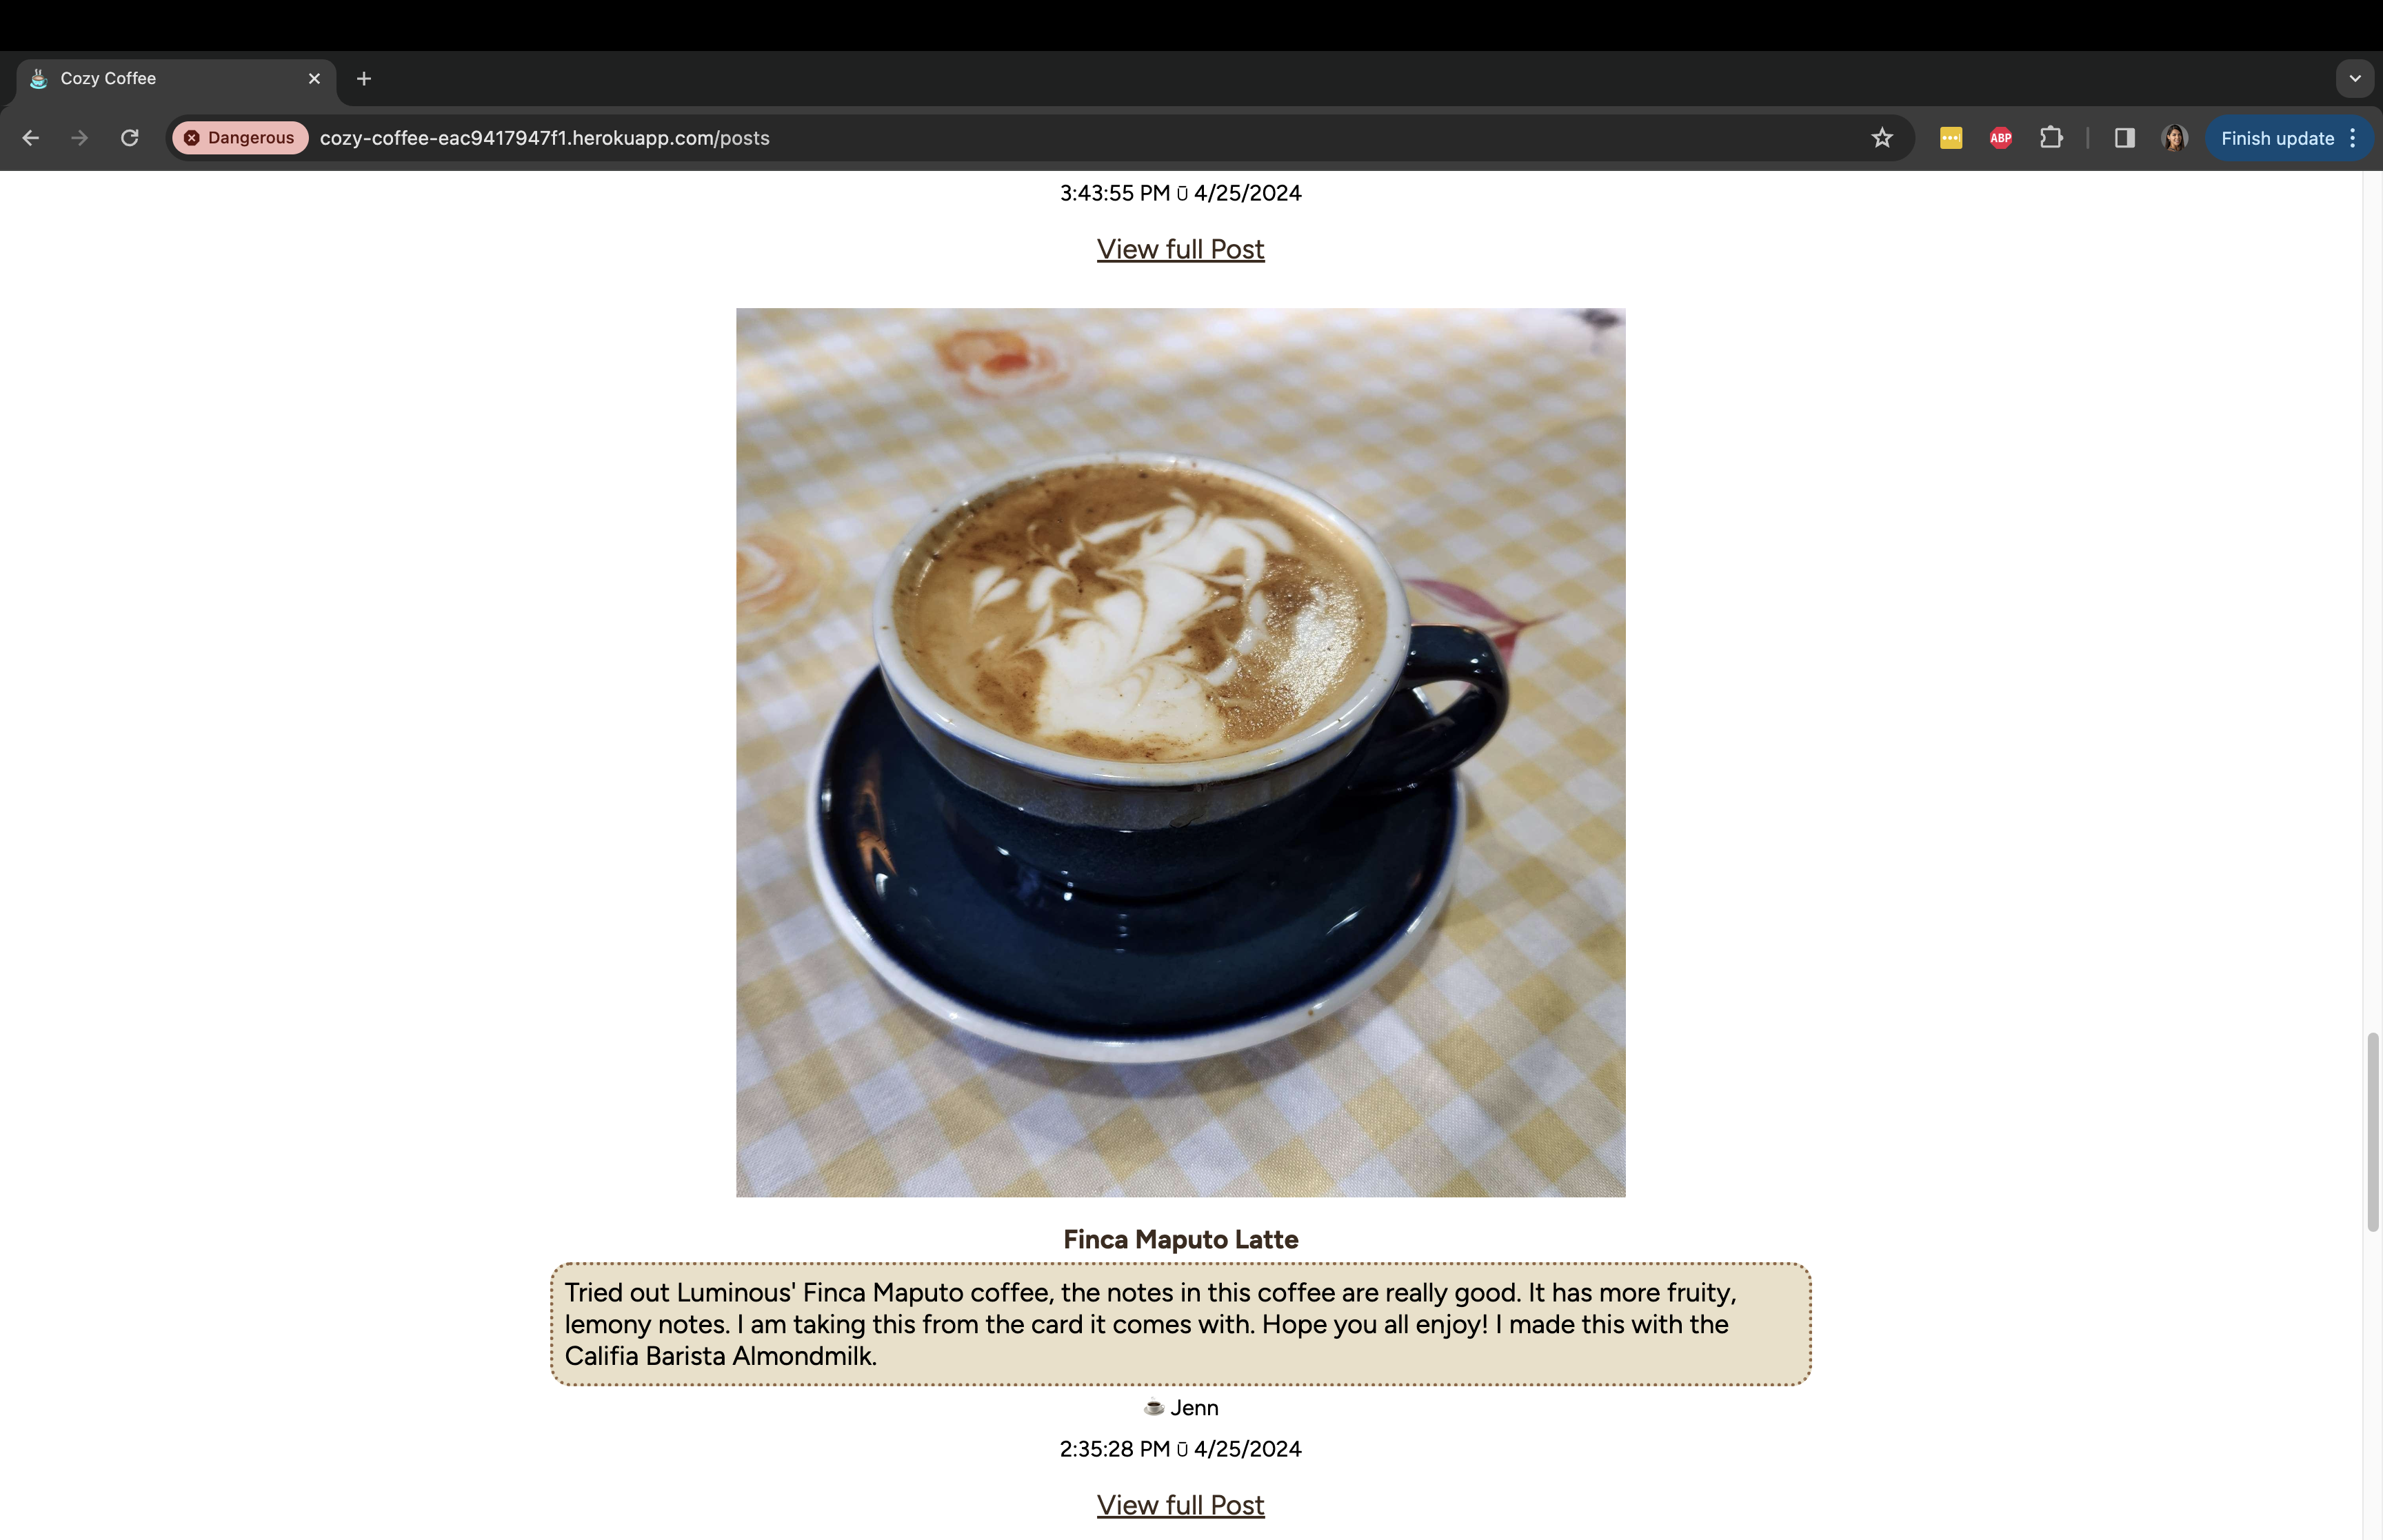 Cozy Coffee
Dangerous cozy-coffee-eac9417947f1.herokuapp.com/posts ABP Finish update
3:43:55 PM Ū 4/25/2024
View full Post
Finca Maputo Latte
Tried out Luminous' Finca Maputo coffee, the notes in this coffee are really good. It has more fruity,
lemony notes. I am taking this from the card it comes with. Hope you all enjoy! I made this with the
Califia Barista Almondmilk.
Jenn
2:35:28 PM Ū 4/25/2024
View full Post